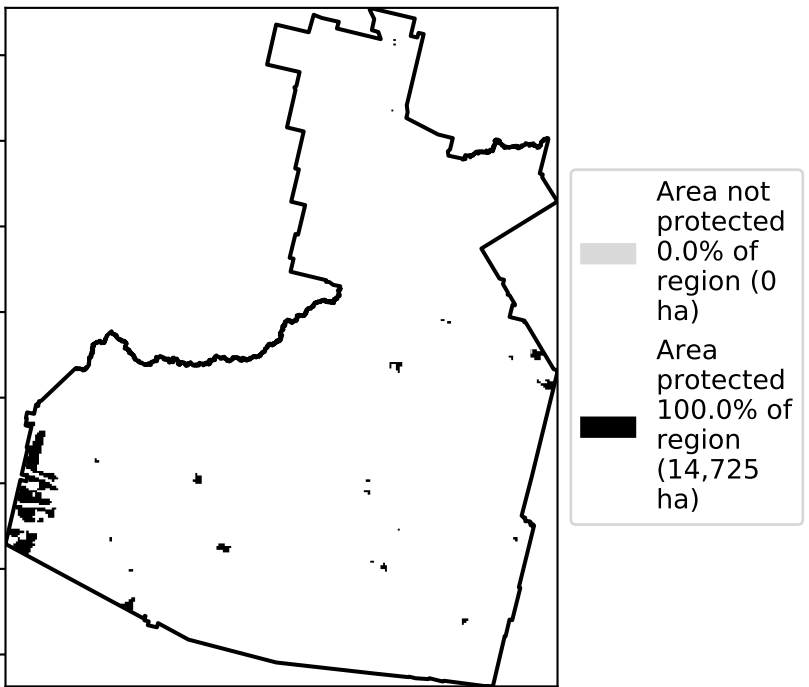 Area not
protected
0.0% of
region (0
ha)
Area
protected
100.0% of
region
(14,725
ha)